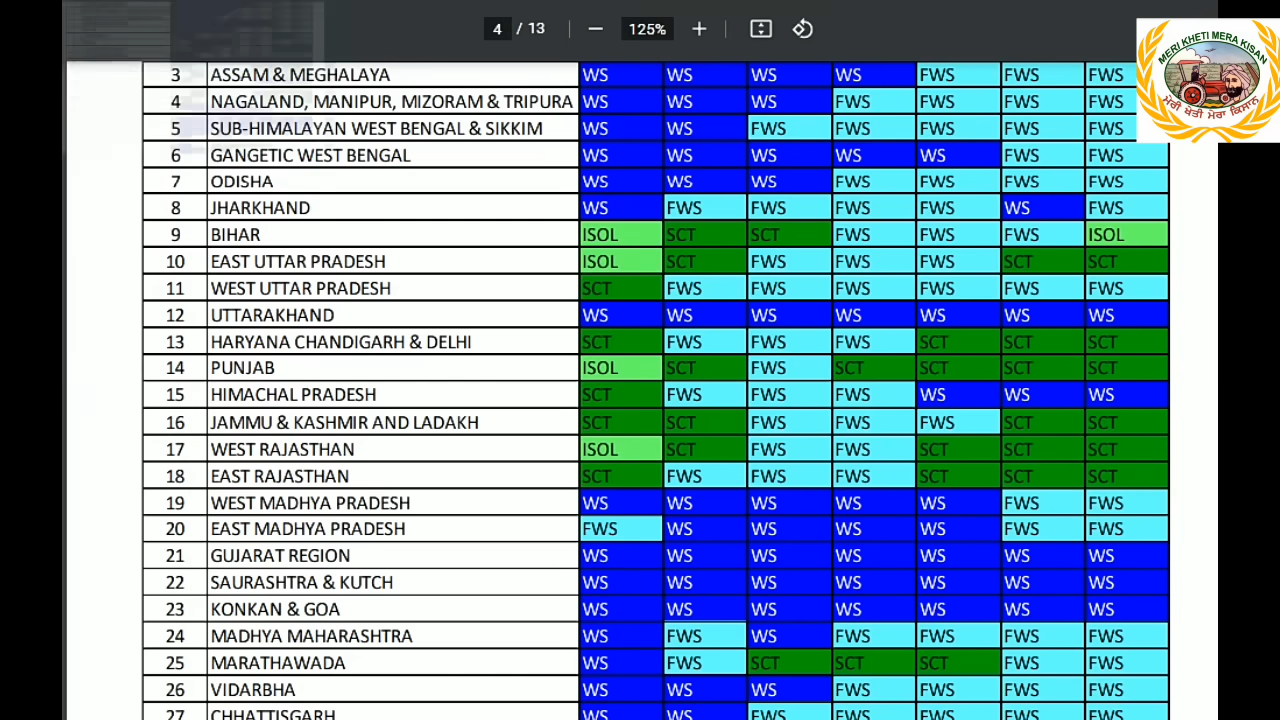 4 / 13 125%
MERI KHETI MERA KISAN
ਮੇਰੀ ਖੇਤੀ ਮੇਰਾ ਕਿਸਾਨ
3 ASSAM & MEGHALAYA WS WS WS WS FWS FWS FWS
4 NAGALAND, MANIPUR, MIZORAM & TRIPURA WS WS WS FWS FWS FWS FWS
5 SUB-HIMALAYAN WEST BENGAL & SIKKIM WS WS FWS FWS FWS FWS FWS
6 GANGETIC WEST BENGAL WS WS WS WS WS FWS FWS
7 ODISHA WS WS WS FWS FWS FWS FWS
8 JHARKHAND WS FWS FWS FWS FWS WS FWS
9 BIHAR ISOL SCT SCT FWS FWS FWS ISOL
10 EAST UTTAR PRADESH ISOL SCT FWS FWS FWS SCT SCT
11 WEST UTTAR PRADESH SCT FWS FWS FWS FWS FWS FWS
12 UTTARAKHAND WS WS WS WS WS WS WS
13 HARYANA CHANDIGARH & DELHI SCT FWS FWS FWS SCT SCT SCT
14 PUNJAB ISOL SCT FWS SCT SCT SCT SCT
15 HIMACHAL PRADESH SCT FWS FWS FWS WS WS WS
16 JAMMU & KASHMIR AND LADAKH SCT SCT FWS FWS FWS SCT SCT
17 WEST RAJASTHAN ISOL SCT FWS FWS SCT SCT SCT
18 EAST RAJASTHAN SCT FWS FWS FWS SCT SCT SCT
19 WEST MADHYA PRADESH WS WS WS WS WS FWS FWS
20 EAST MADHYA PRADESH FWS WS WS WS WS FWS FWS
21 GUJARAT REGION WS WS WS WS WS WS WS
22 SAURASHTRA & KUTCH WS WS WS WS WS WS WS
23 KONKAN & GOA WS WS WS WS WS WS WS
24 MADHYA MAHARASHTRA WS FWS WS FWS FWS FWS FWS
25 MARATHAWADA WS FWS SCT SCT SCT FWS FWS
26 VIDARBHA WS WS WS FWS FWS FWS FWS
27 CHHATTISGARH WS WS FWS FWS FWS FWS FWS